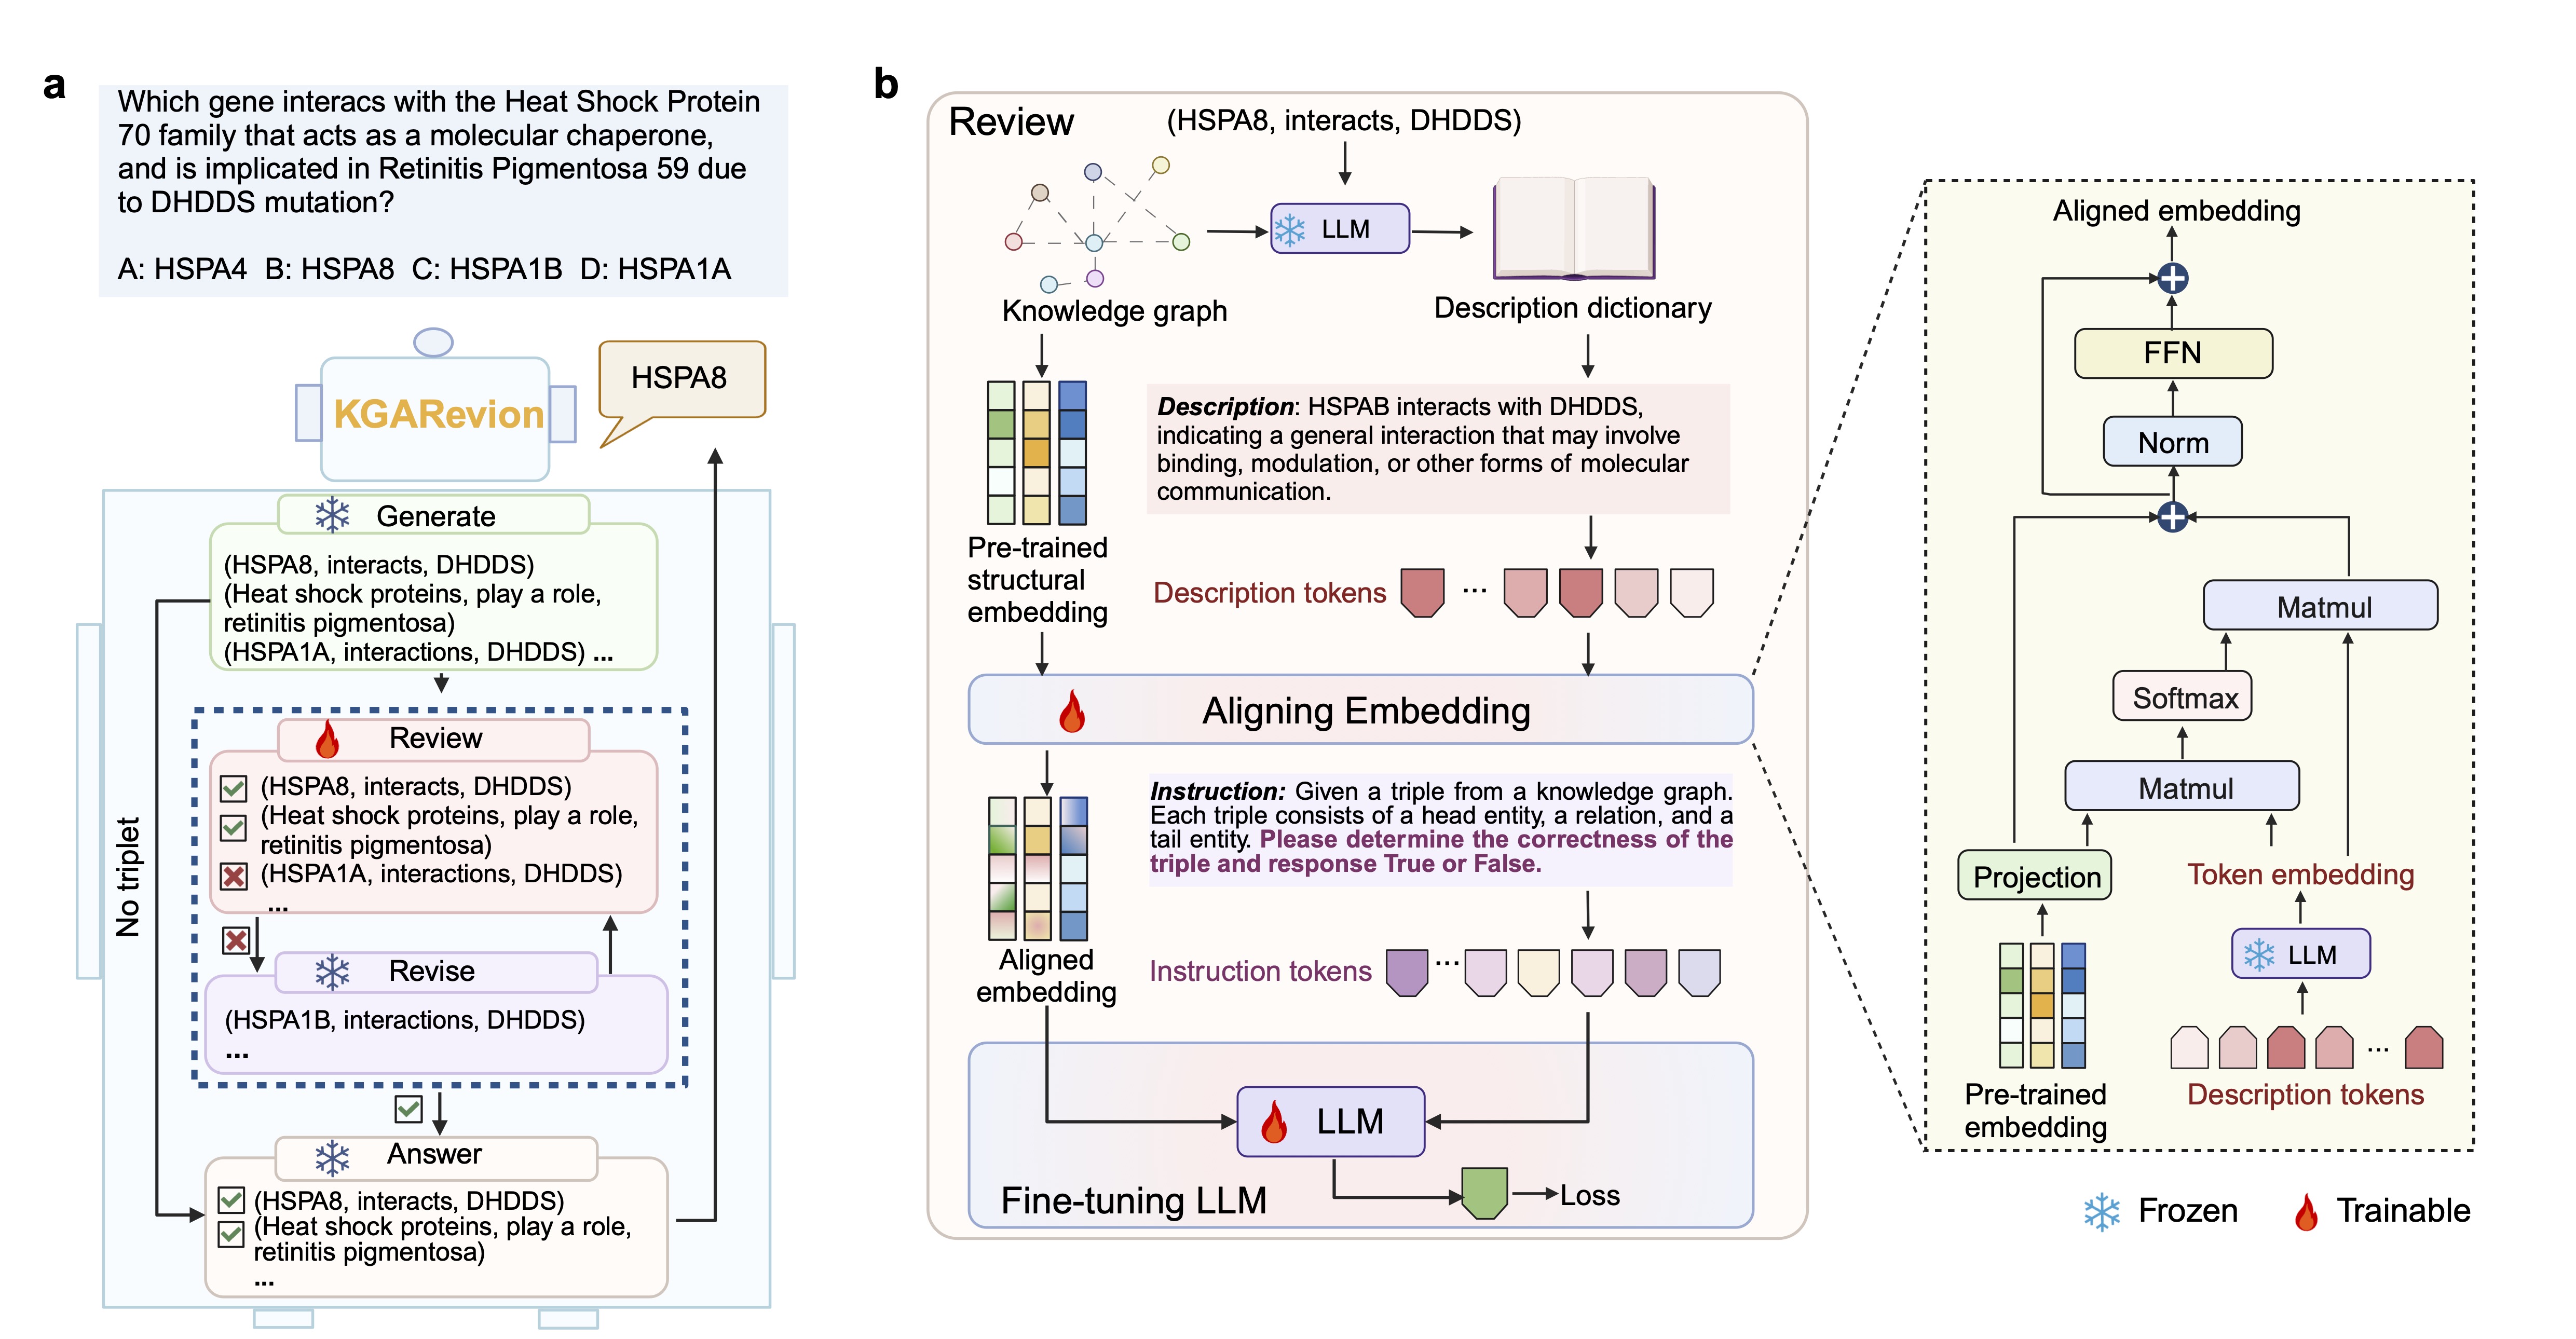 a
Which gene interacs with the Heat Shock Protein
70 family that acts as a molecular chaperone,
and is implicated in Retinitis Pigmentosa 59 due
to DHDDS mutation?
A: HSPA4 B: HSPA8 C: HSPA1B D: HSPA1A
KGARevion
HSPA8
Generate
(HSPA8, interacts, DHDDS)
(Heat shock proteins, play a role,
retinitis pigmentosa)
(HSPA1A, interactions, DHDDS) ...
No triplet
Review
(HSPA8, interacts, DHDDS)
(Heat shock proteins, play a role,
retinitis pigmentosa)
(HSPA1A, interactions, DHDDS)
...
Revise
(HSPA1B, interactions, DHDDS)
...
Answer
(HSPA8, interacts, DHDDS)
(Heat shock proteins, play a role,
retinitis pigmentosa)
...
b
Review
(HSPA8, interacts, DHDDS)
LLM
Knowledge graph
Description dictionary
Description: HSPAB interacts with DHDDS,
indicating a general interaction that may involve
binding, modulation, or other forms of molecular
communication.
Pre-trained
structural
embedding
Description tokens
...
Aligning Embedding
Instruction: Given a triple from a knowledge graph.
Each triple consists of a head entity, a relation, and a
tail entity. Please determine the correctness of the
triple and response True or False.
Aligned
embedding
Instruction tokens
...
LLM
Fine-tuning LLM
Loss
Aligned embedding
FFN
Norm
Matmul
Softmax
Matmul
Projection
Token embedding
LLM
...
Pre-trained
embedding
Description tokens
Frozen
Trainable